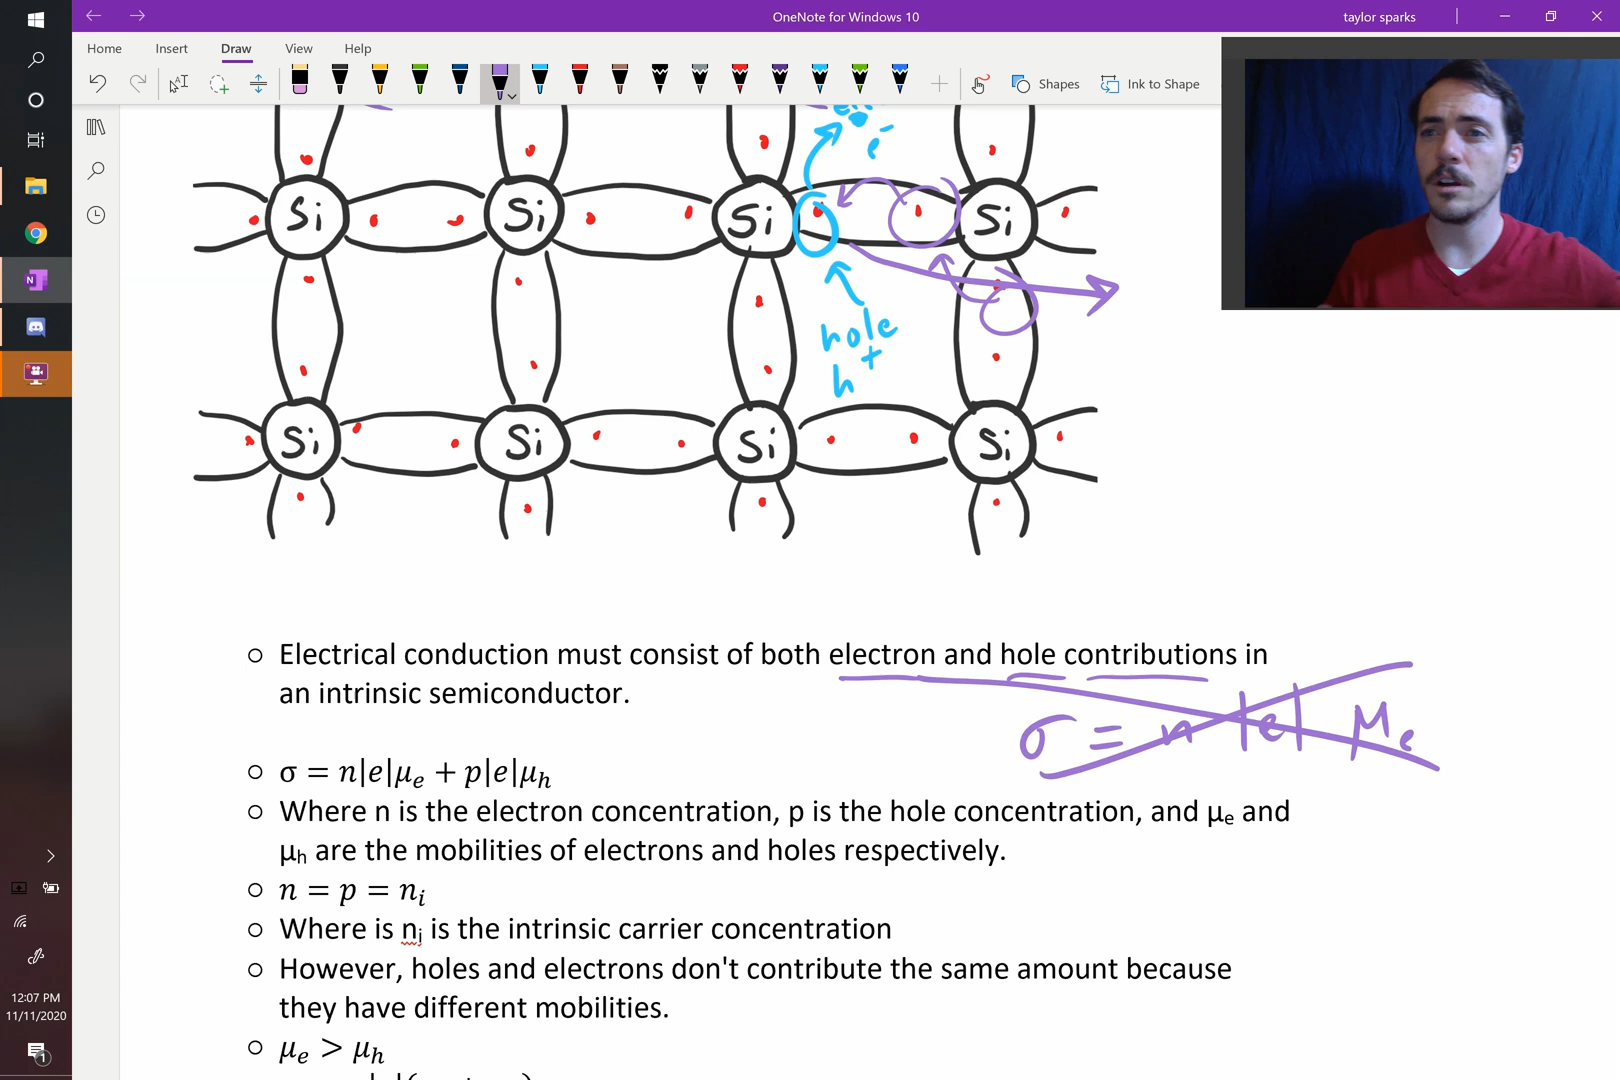 OneNote for Windows 10
taylor sparks
Home Insert Draw View Help
Shapes
Ink to Shape
e-
Si Si Si Si
hole
+
h
Si Si Si Si
○ Electrical conduction must consist of both electron and hole contributions in
an intrinsic semiconductor.
σ = n |e| μe
○ σ = n|e|μₑ + p|e|μₕ
○ Where n is the electron concentration, p is the hole concentration, and μₑ and
μₕ are the mobilities of electrons and holes respectively.
○ n = p = nᵢ
○ Where is nᵢ is the intrinsic carrier concentration
○ However, holes and electrons don't contribute the same amount because
they have different mobilities.
○ μₑ > μₕ
12:07 PM
11/11/2020
1